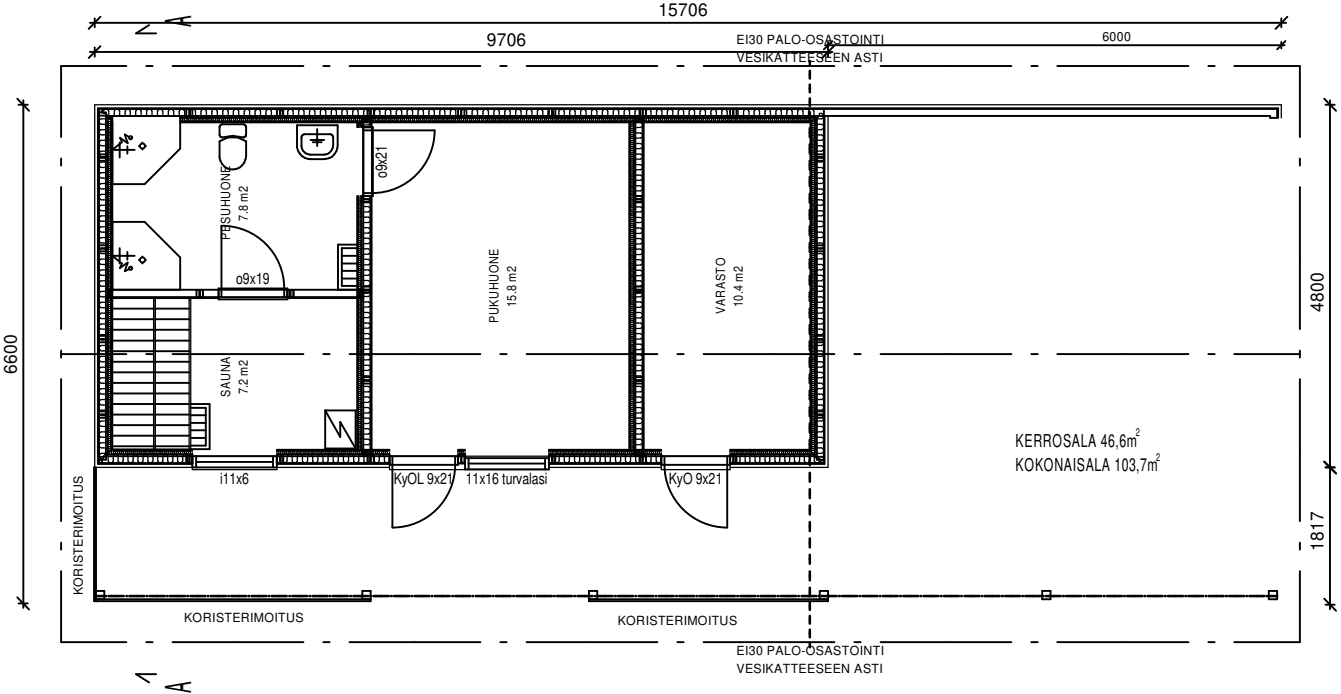 15706
A
9706
EI30 PALO-OSASTOINTI
VESIKATTEESEEN ASTI
6000
PESUHUONE
7.8 m2
o9x21
o9x19
SAUNA
7.2 m2
PUKUHUONE
15.8 m2
VARASTO
10.4 m2
6600
4800
1817
KERROSALA 46,6m²
KOKONAISALA 103,7m²
i11x6
KyOL 9x21
11x16 turvalasi
KyO 9x21
KORISTERIMOITUS
KORISTERIMOITUS
KORISTERIMOITUS
EI30 PALO-OSASTOINTI
VESIKATTEESEEN ASTI
A